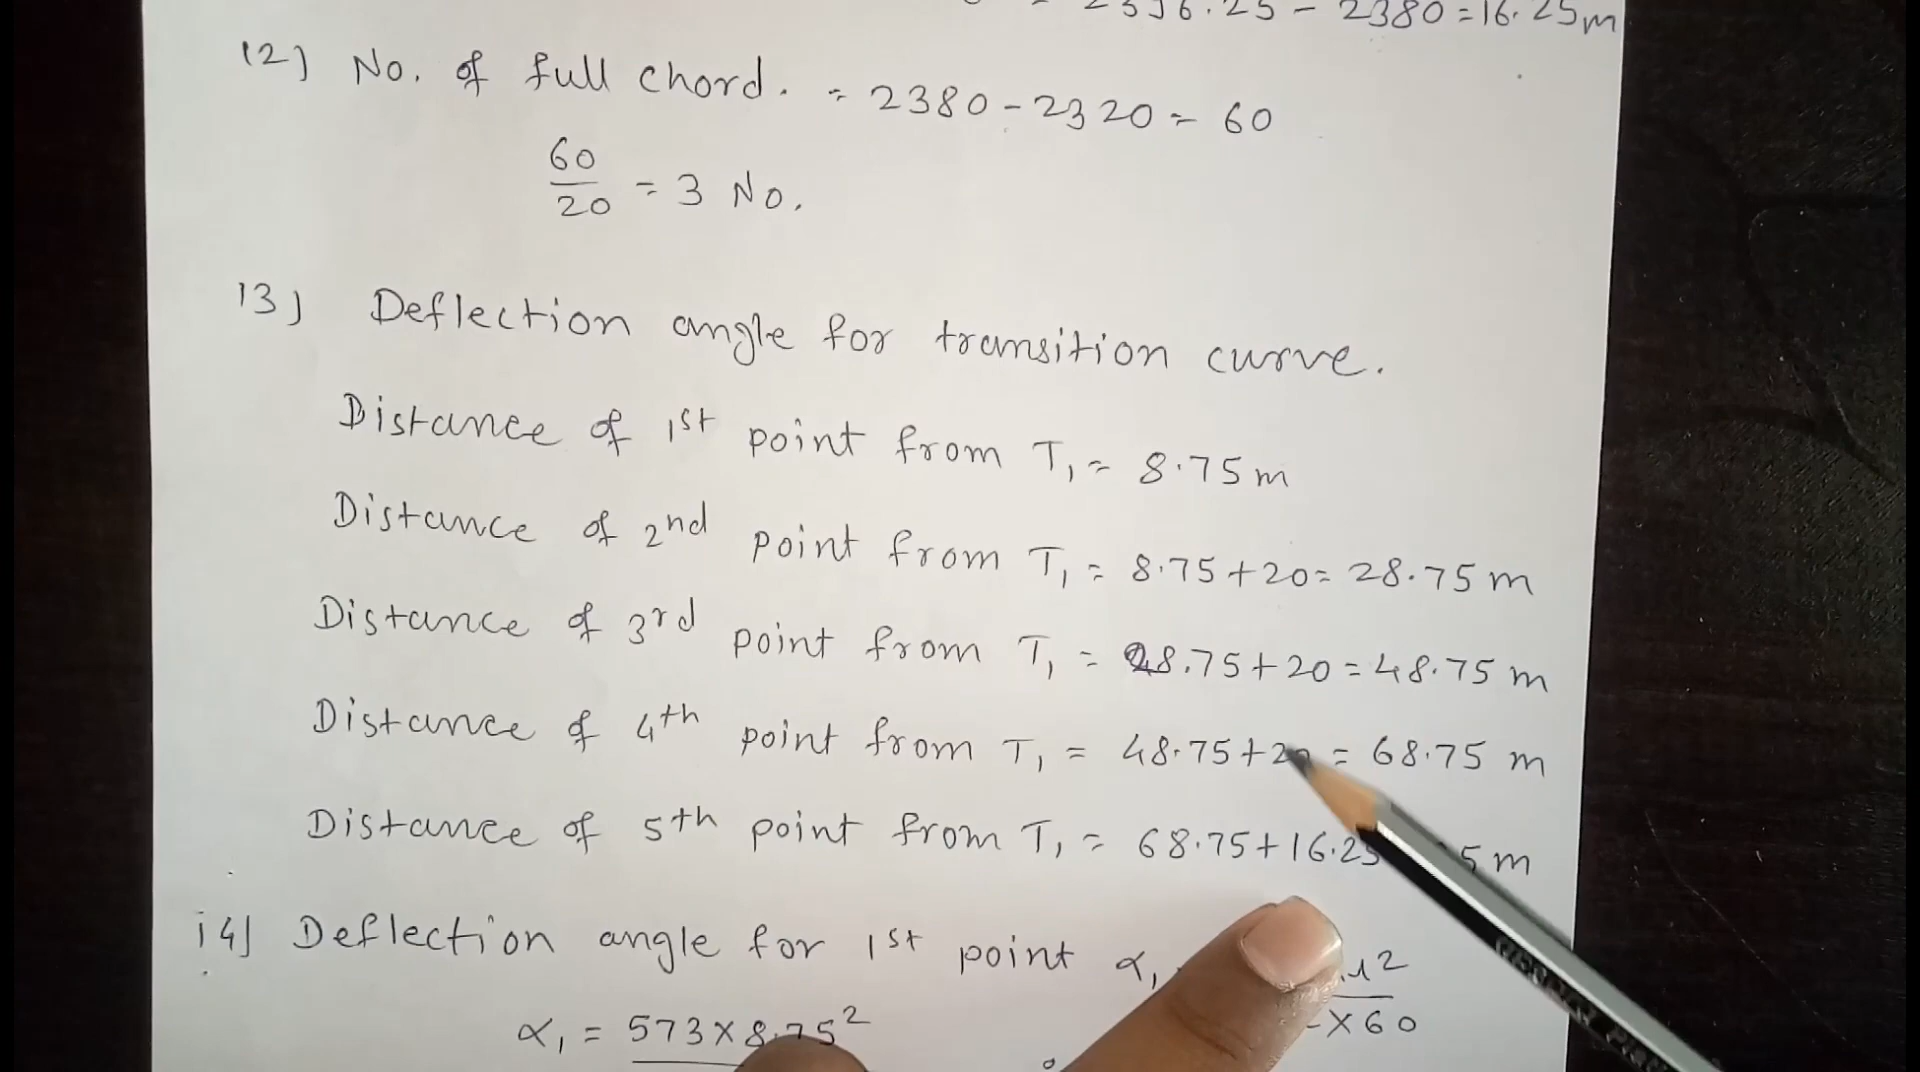 - 2380 = 16.25m
12) No. of full chord. = 2380 - 2320 = 60
60
20
= 3 No.
13) Deflection angle for transition curve.
Distance of 1st point from T1 = 8.75m
Distance of 2nd point from T1 = 8.75+20= 28.75 m
Distance of 3rd point from T1 = 28.75+20 = 48.75 m
Distance of 4th point from T1 = 48.75+20 = 68.75 m
Distance of 5th point from T1 = 68.75+16.25 5 m
14) Deflection angle for 1st point α1
×60
α1 = 573×8.75²